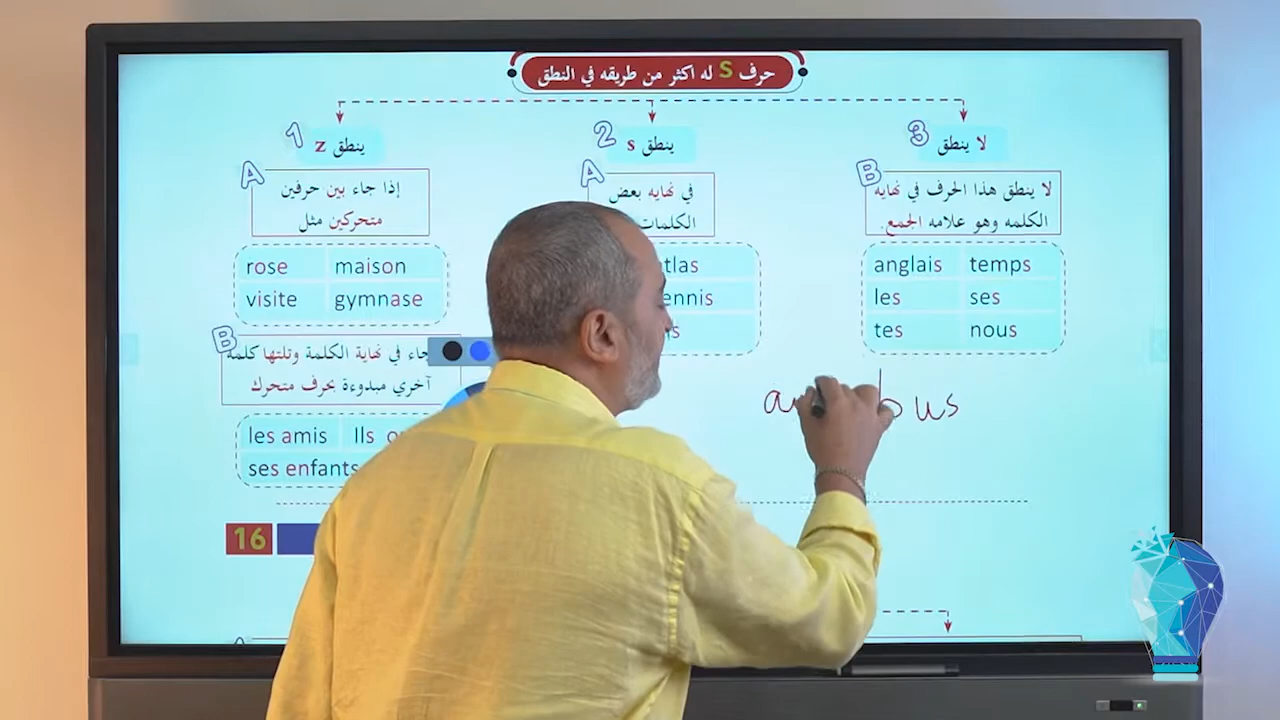 حرف S له اكثر من طريقه في النطق
1 ينطق z
A
إذا جاء بين حرفين
متحركين مثل
rose maison
visite gymnase
B
جاء في نهاية الكلمة وتلتها كلمة
آخري مبدوءة بحرف متحرك
les amis Ils
ses enfants
2 ينطق s
A
في نهايه بعض
الكلمات
3 لا ينطق
B
لا ينطق هذا الحرف في نهايه
الكلمه وهو علامه الجمع.
anglais temps
les ses
tes nous
bus
16